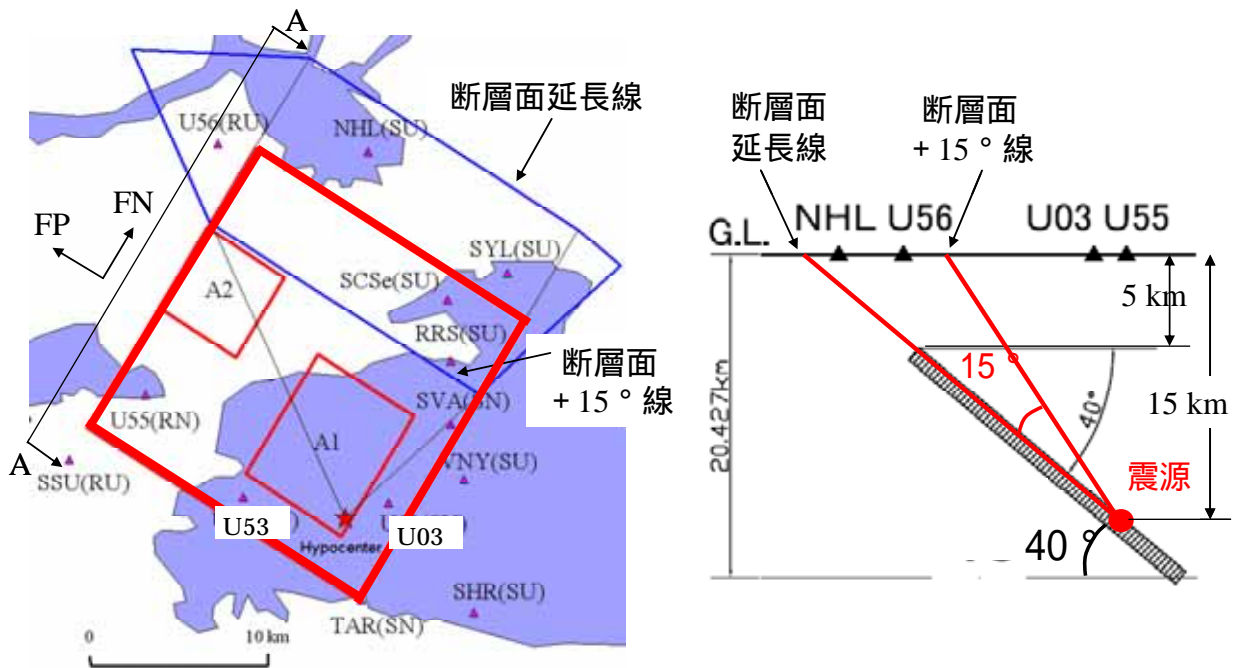 A
断層面延長線
U56(RU)
NHL(SU)
FN
FP
SYL(SU)
SCSe(SU)
A2
RRS(SU)
断層面
+ 15 ° 線
SVA(SN)
U55(RN)
A1
A
SSU(RU)
VNY(SU)
U53
U03
Hypocenter
SHR(SU)
TAR(SN)
0
10 km
断層面
延長線
断層面
+ 15 ° 線
NHL U56
U03 U55
G.L.
5 km
15 °
40°
15 km
20.427km
震源
40 °